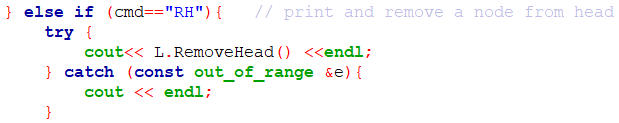 } else if (cmd=="RH"){   // print and remove a node from head
    try {
        cout<< L.RemoveHead() <<endl;
    } catch (const out_of_range &e){
        cout << endl;
    }